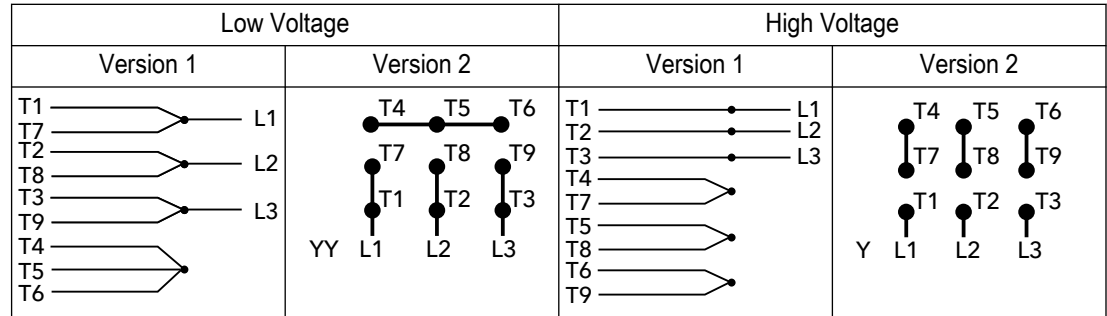 Low Voltage
High Voltage
Version 1
Version 2
Version 1
Version 2
T1
T7
L1
T2
T8
L2
T3
T9
L3
T4
T5
T6
T4 T5 T6
T7 T8 T9
T1 T2 T3
YY L1 L2 L3
T1 L1
T2 L2
T3 L3
T4
T7
T5
T8
T6
T9
T4 T5 T6
T7 T8 T9
T1 T2 T3
Y L1 L2 L3